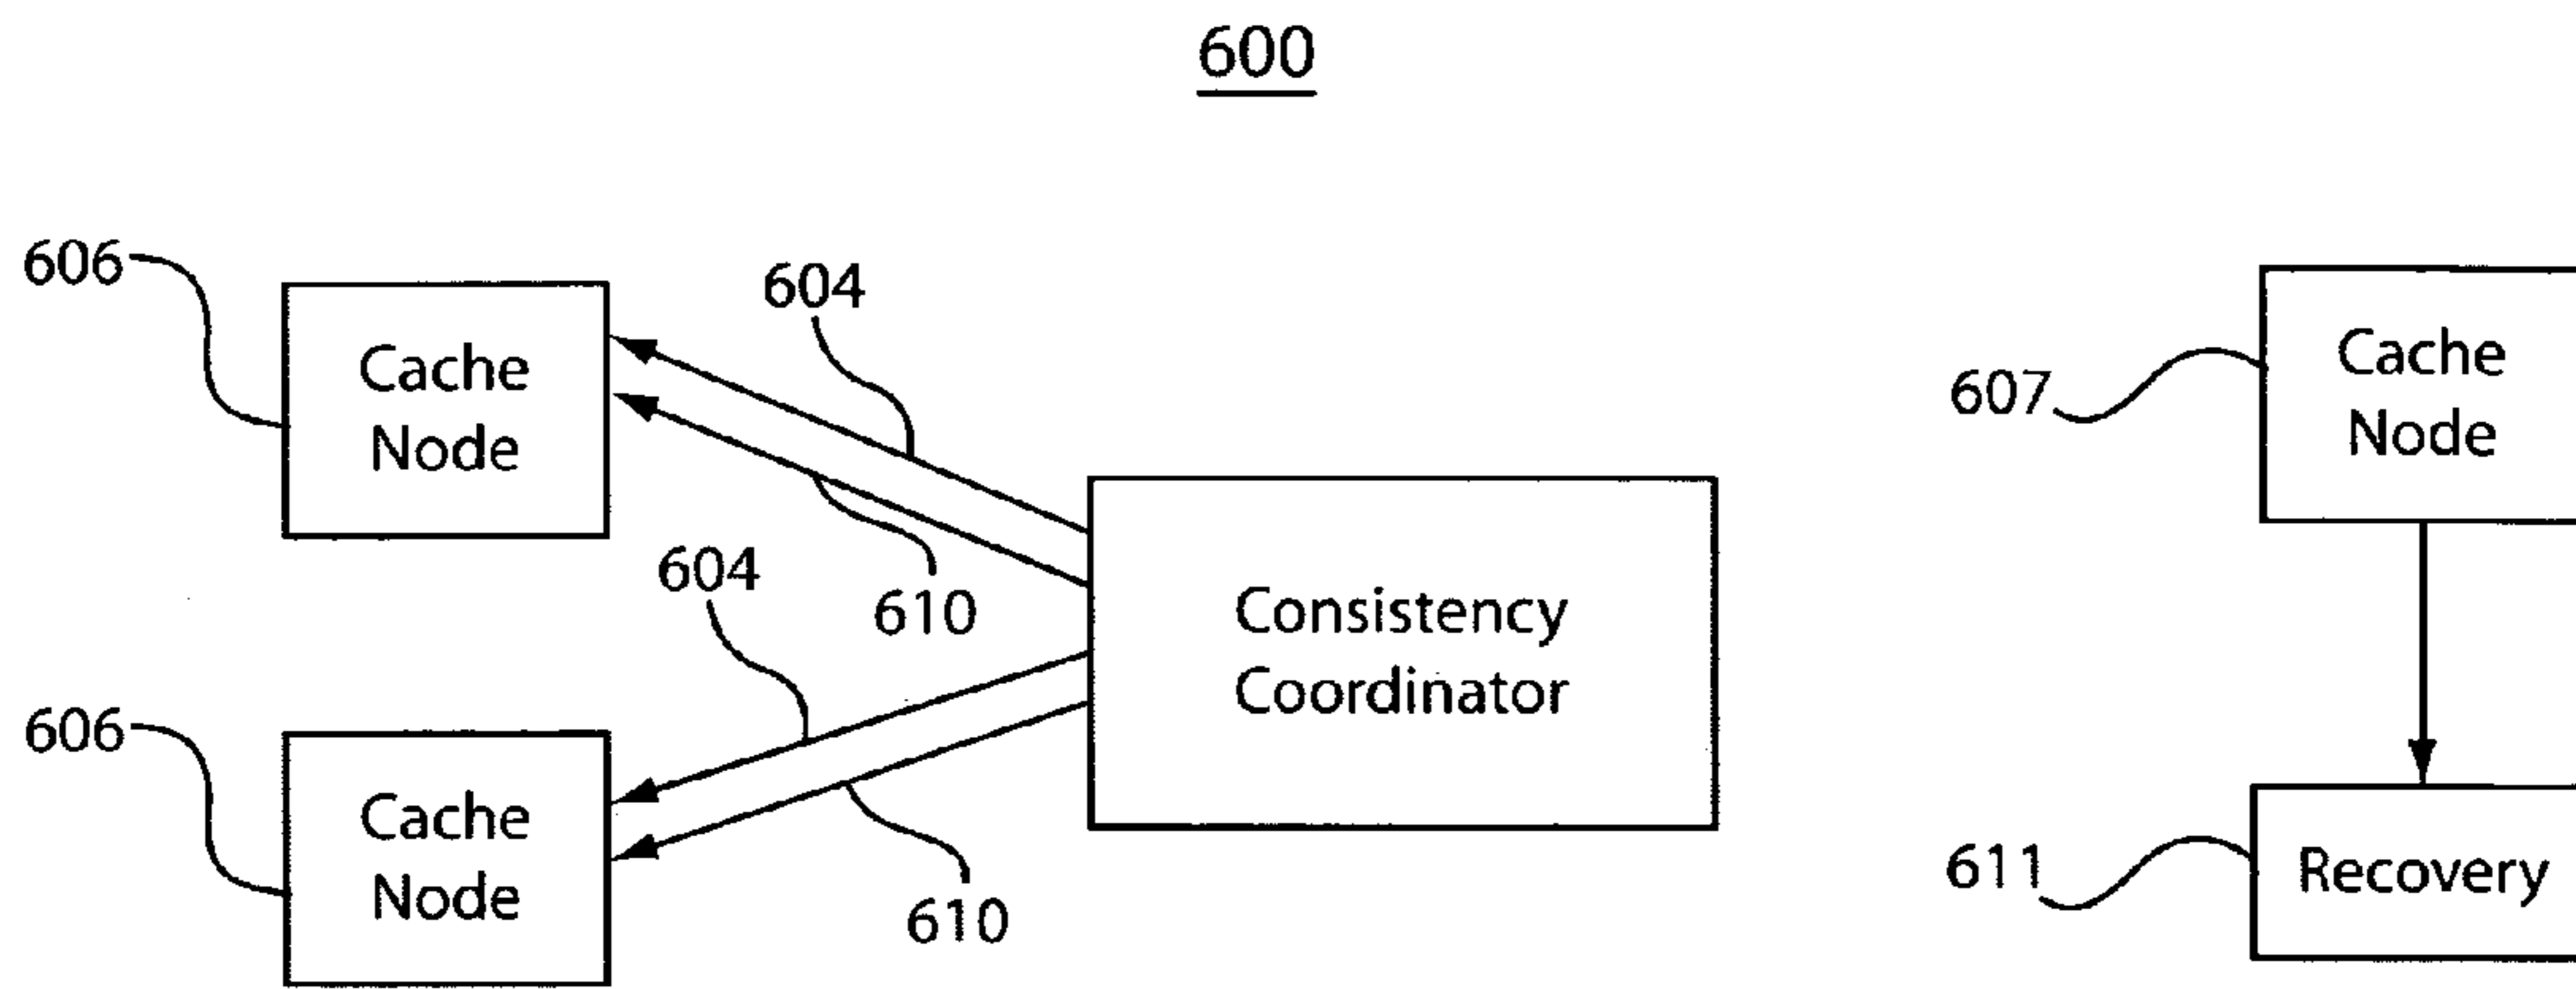 600
606
Cache
Node
604
610
604
606
Cache
Node
610
Consistency
Coordinator
607
Cache
Node
611
Recovery